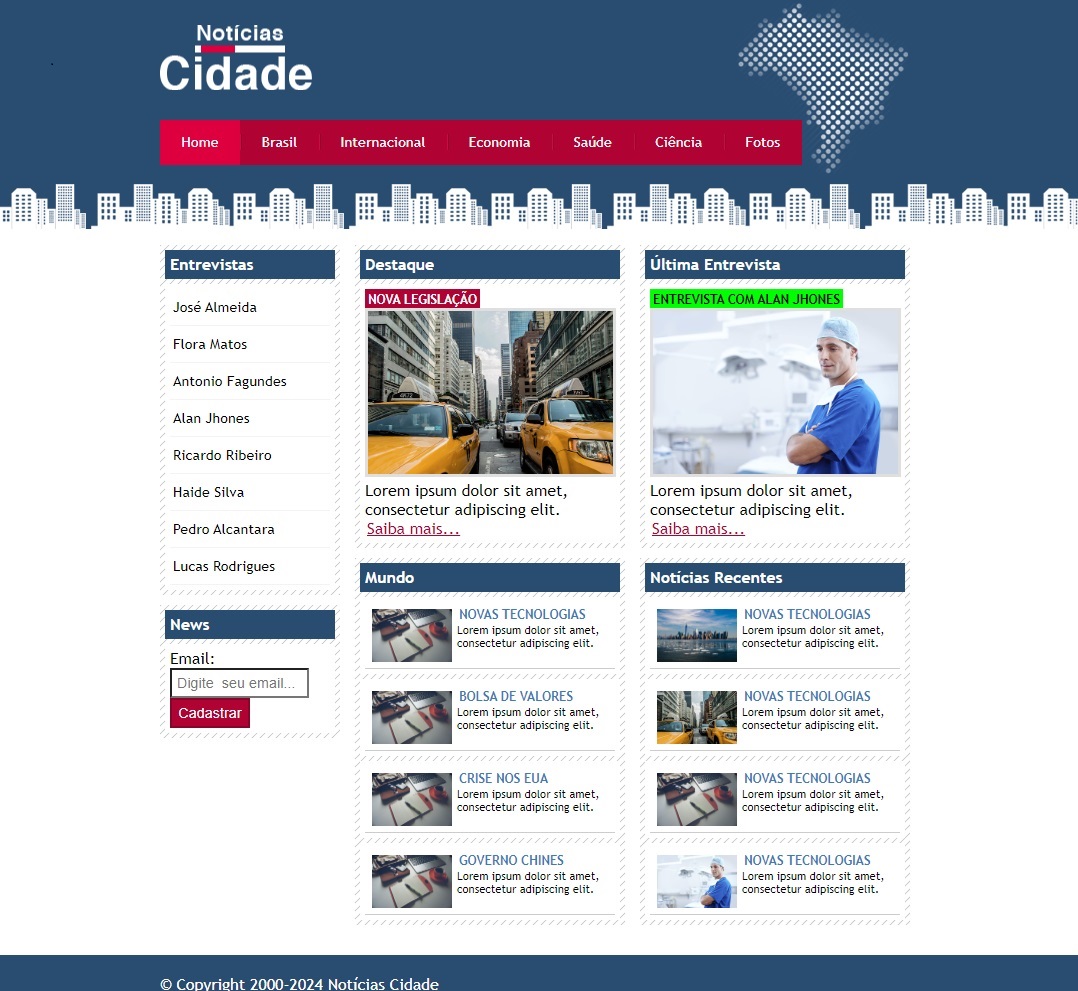 Notícias
Cidade
Home Brasil Internacional Economia Saúde Ciência Fotos
Entrevistas
José Almeida
Flora Matos
Antonio Fagundes
Alan Jhones
Ricardo Ribeiro
Haide Silva
Pedro Alcantara
Lucas Rodrigues
News
Email:
Digite seu email...
Cadastrar
Destaque
NOVA LEGISLAÇÃO
Lorem ipsum dolor sit amet,
consectetur adipiscing elit.
Saiba mais...
Última Entrevista
ENTREVISTA COM ALAN JHONES
Lorem ipsum dolor sit amet,
consectetur adipiscing elit.
Saiba mais...
Mundo
NOVAS TECNOLOGIAS
Lorem ipsum dolor sit amet,
consectetur adipiscing elit.
BOLSA DE VALORES
Lorem ipsum dolor sit amet,
consectetur adipiscing elit.
CRISE NOS EUA
Lorem ipsum dolor sit amet,
consectetur adipiscing elit.
GOVERNO CHINES
Lorem ipsum dolor sit amet,
consectetur adipiscing elit.
Notícias Recentes
NOVAS TECNOLOGIAS
Lorem ipsum dolor sit amet,
consectetur adipiscing elit.
NOVAS TECNOLOGIAS
Lorem ipsum dolor sit amet,
consectetur adipiscing elit.
NOVAS TECNOLOGIAS
Lorem ipsum dolor sit amet,
consectetur adipiscing elit.
NOVAS TECNOLOGIAS
Lorem ipsum dolor sit amet,
consectetur adipiscing elit.
© Copyright 2000-2024 Notícias Cidade